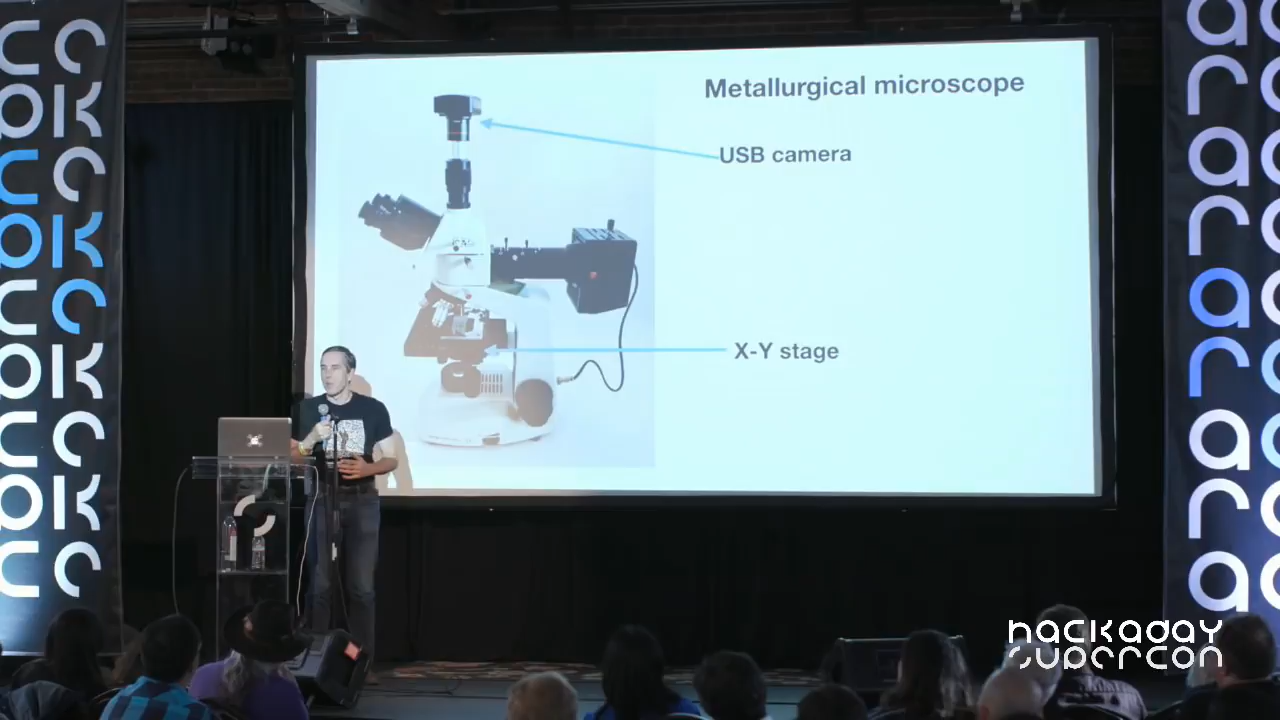 Metallurgical microscope
USB camera
X-Y stage
hackaday
supercon